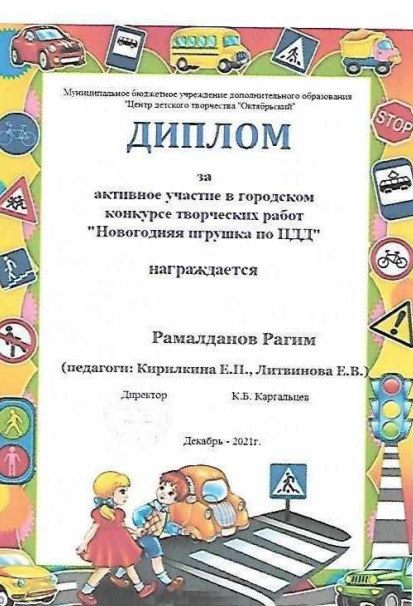 Муниципальное бюджетное учреждение дополнительного образования
"Центр детского творчества "Октябрьский"
ДИПЛОМ
за
активное участие в городском
конкурсе творческих работ
"Новогодняя игрушка по ПДД"
награждается
Рамалданов Рагим
(педагоги: Кирилкина Е.П., Литвинова Е.В.)
Директор К.В. Каргальцев
Декабрь - 2021г.
STOP